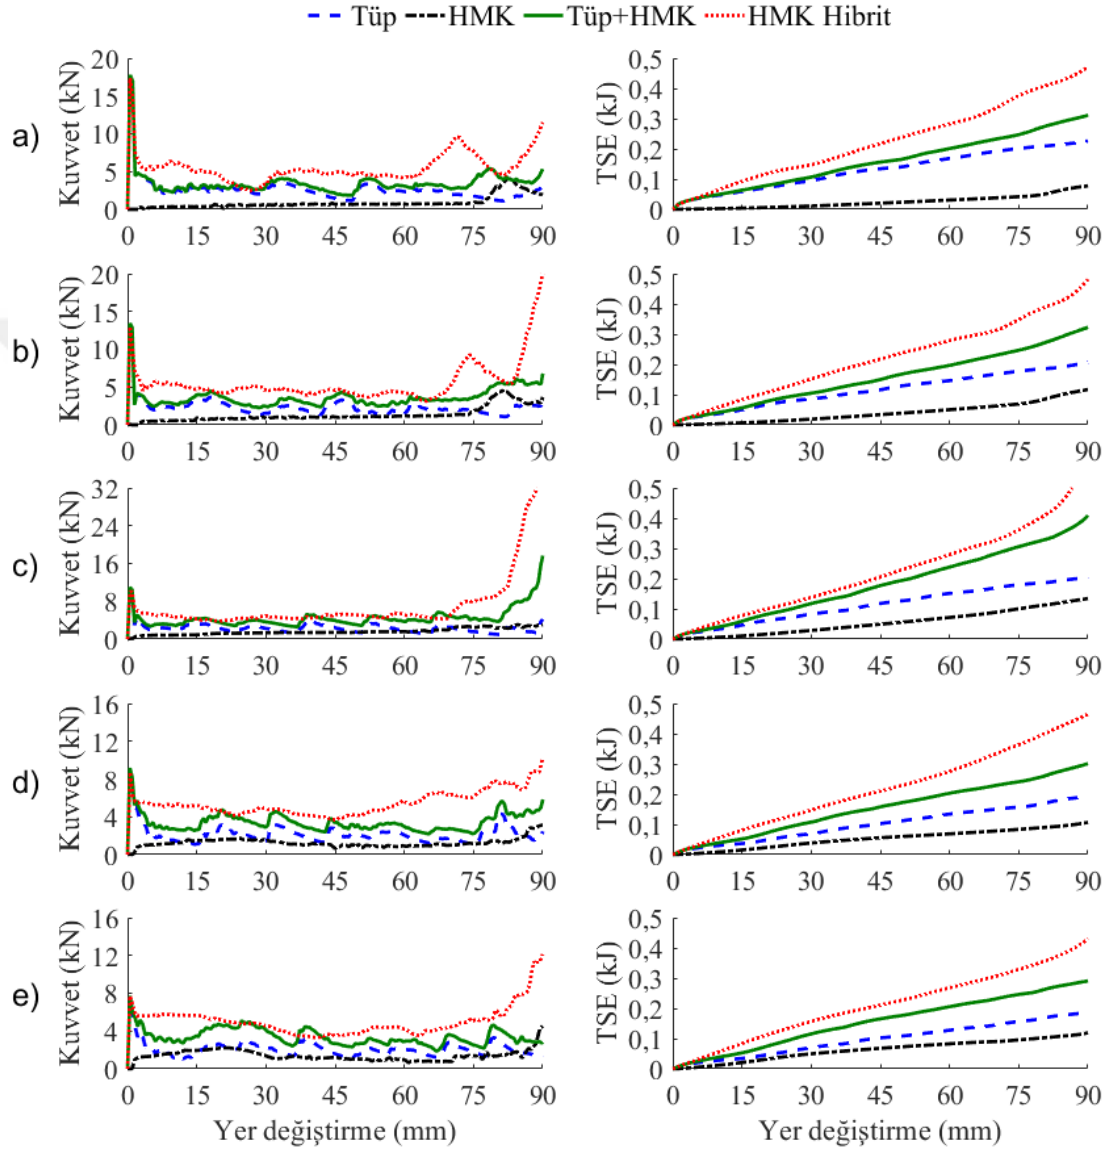 Tüp HMK Tüp+HMK HMK Hibrit
a)
Kuvvet (kN)
20
15
10
5
0
0 15 30 45 60 75 90
TSE (kJ)
0,5
0,4
0,3
0,2
0,1
0
0 15 30 45 60 75 90
b)
Kuvvet (kN)
20
15
10
5
0
0 15 30 45 60 75 90
TSE (kJ)
0,5
0,4
0,3
0,2
0,1
0
0 15 30 45 60 75 90
c)
Kuvvet (kN)
32
24
16
8
0
0 15 30 45 60 75 90
TSE (kJ)
0,5
0,4
0,3
0,2
0,1
0
0 15 30 45 60 75 90
d)
Kuvvet (kN)
16
12
8
4
0
0 15 30 45 60 75 90
TSE (kJ)
0,5
0,4
0,3
0,2
0,1
0
0 15 30 45 60 75 90
e)
Kuvvet (kN)
16
12
8
4
0
0 15 30 45 60 75 90
Yer değiştirme (mm)
TSE (kJ)
0,5
0,4
0,3
0,2
0,1
0
0 15 30 45 60 75 90
Yer değiştirme (mm)